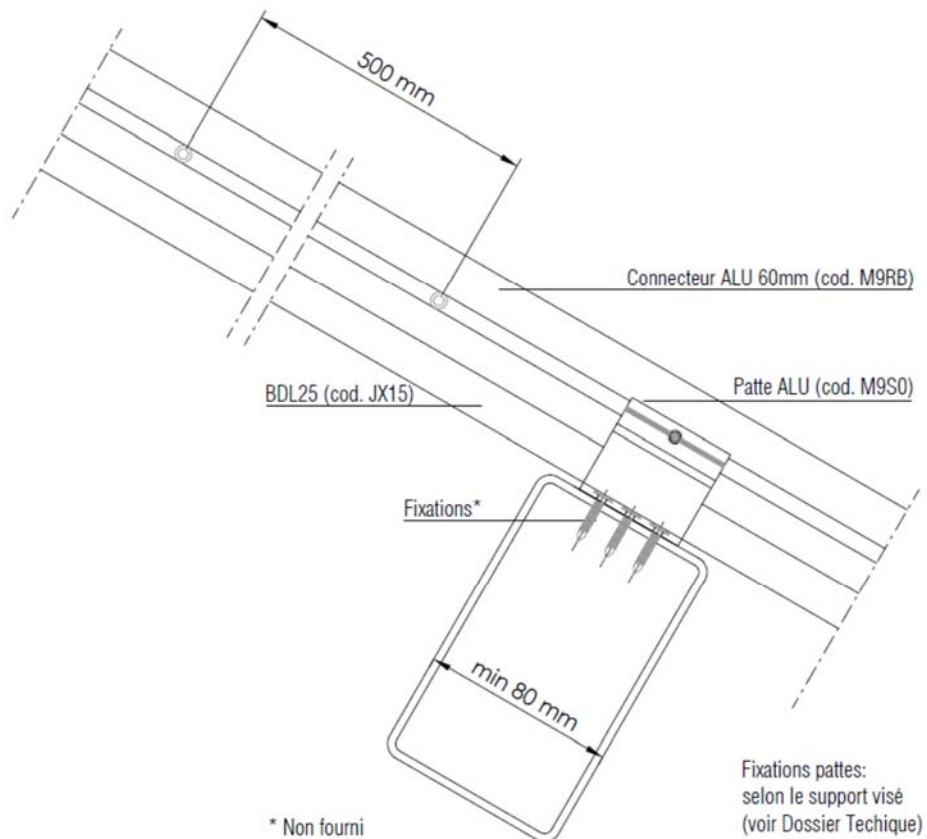 500 mm
Connecteur ALU 60mm (cod. M9RB)
Patte ALU (cod. M9S0)
BDL25 (cod. JX15)
Fixations*
min 80 mm
Fixations pattes:
selon le support visé
(voir Dossier Techique)
* Non fourni